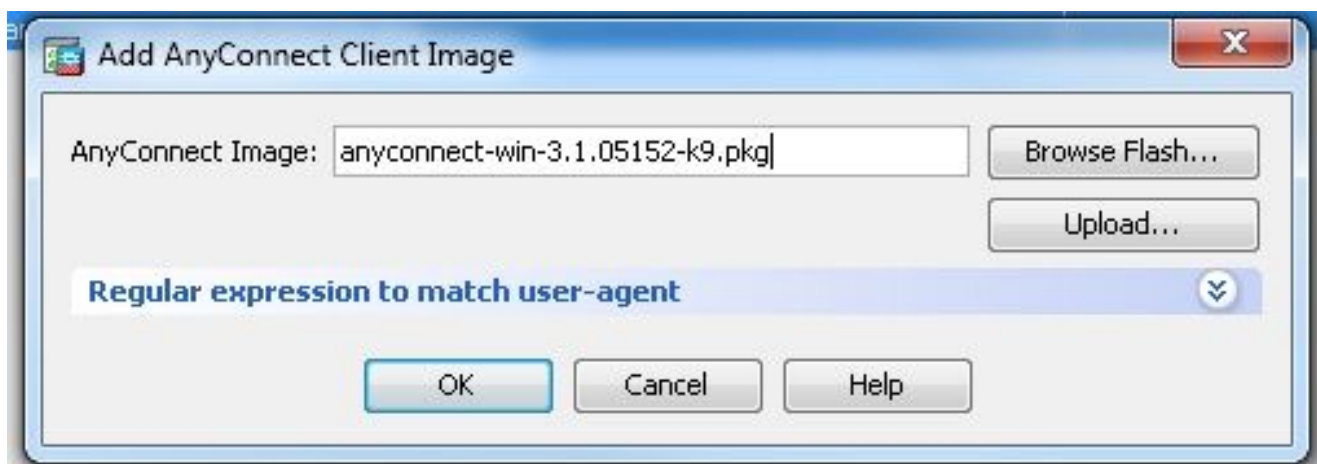 Add AnyConnect Client Image
AnyConnect Image: anyconnect-win-3.1.05152-k9.pkg Browse Flash...
Upload...
Regular expression to match user-agent
OK Cancel Help